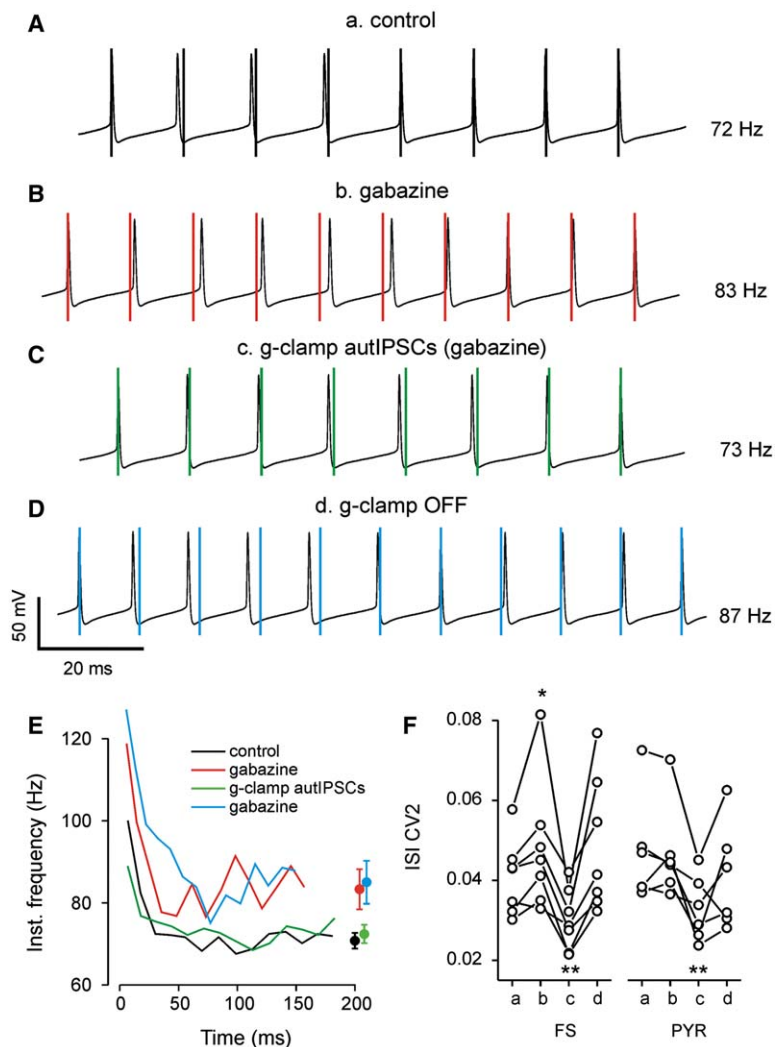 A
a. control
72 Hz
B
b. gabazine
83 Hz
C
c. g-clamp autIPSCs (gabazine)
73 Hz
D
d. g-clamp OFF
87 Hz
50 mV
20 ms
E
Inst. frequency (Hz)
120
100
80
60
control
gabazine
g-clamp autIPSCs
gabazine
0 50 100 150 200
Time (ms)
F
ISI CV2
0.08
0.06
0.04
0.02
*
**
**
a b c d a b c d
FS PYR